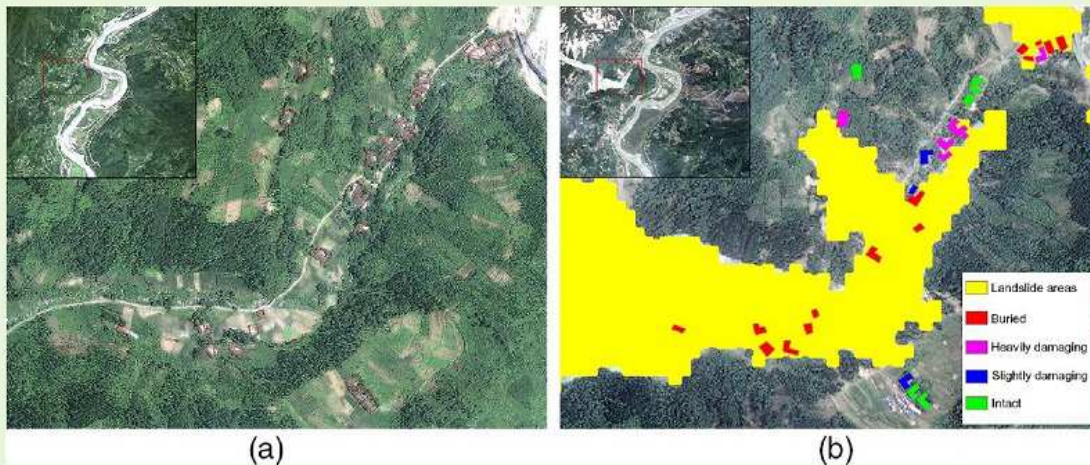 Landslide areas
Buried
Heavily damaging
Slightly damaging
Intact
(a)
(b)